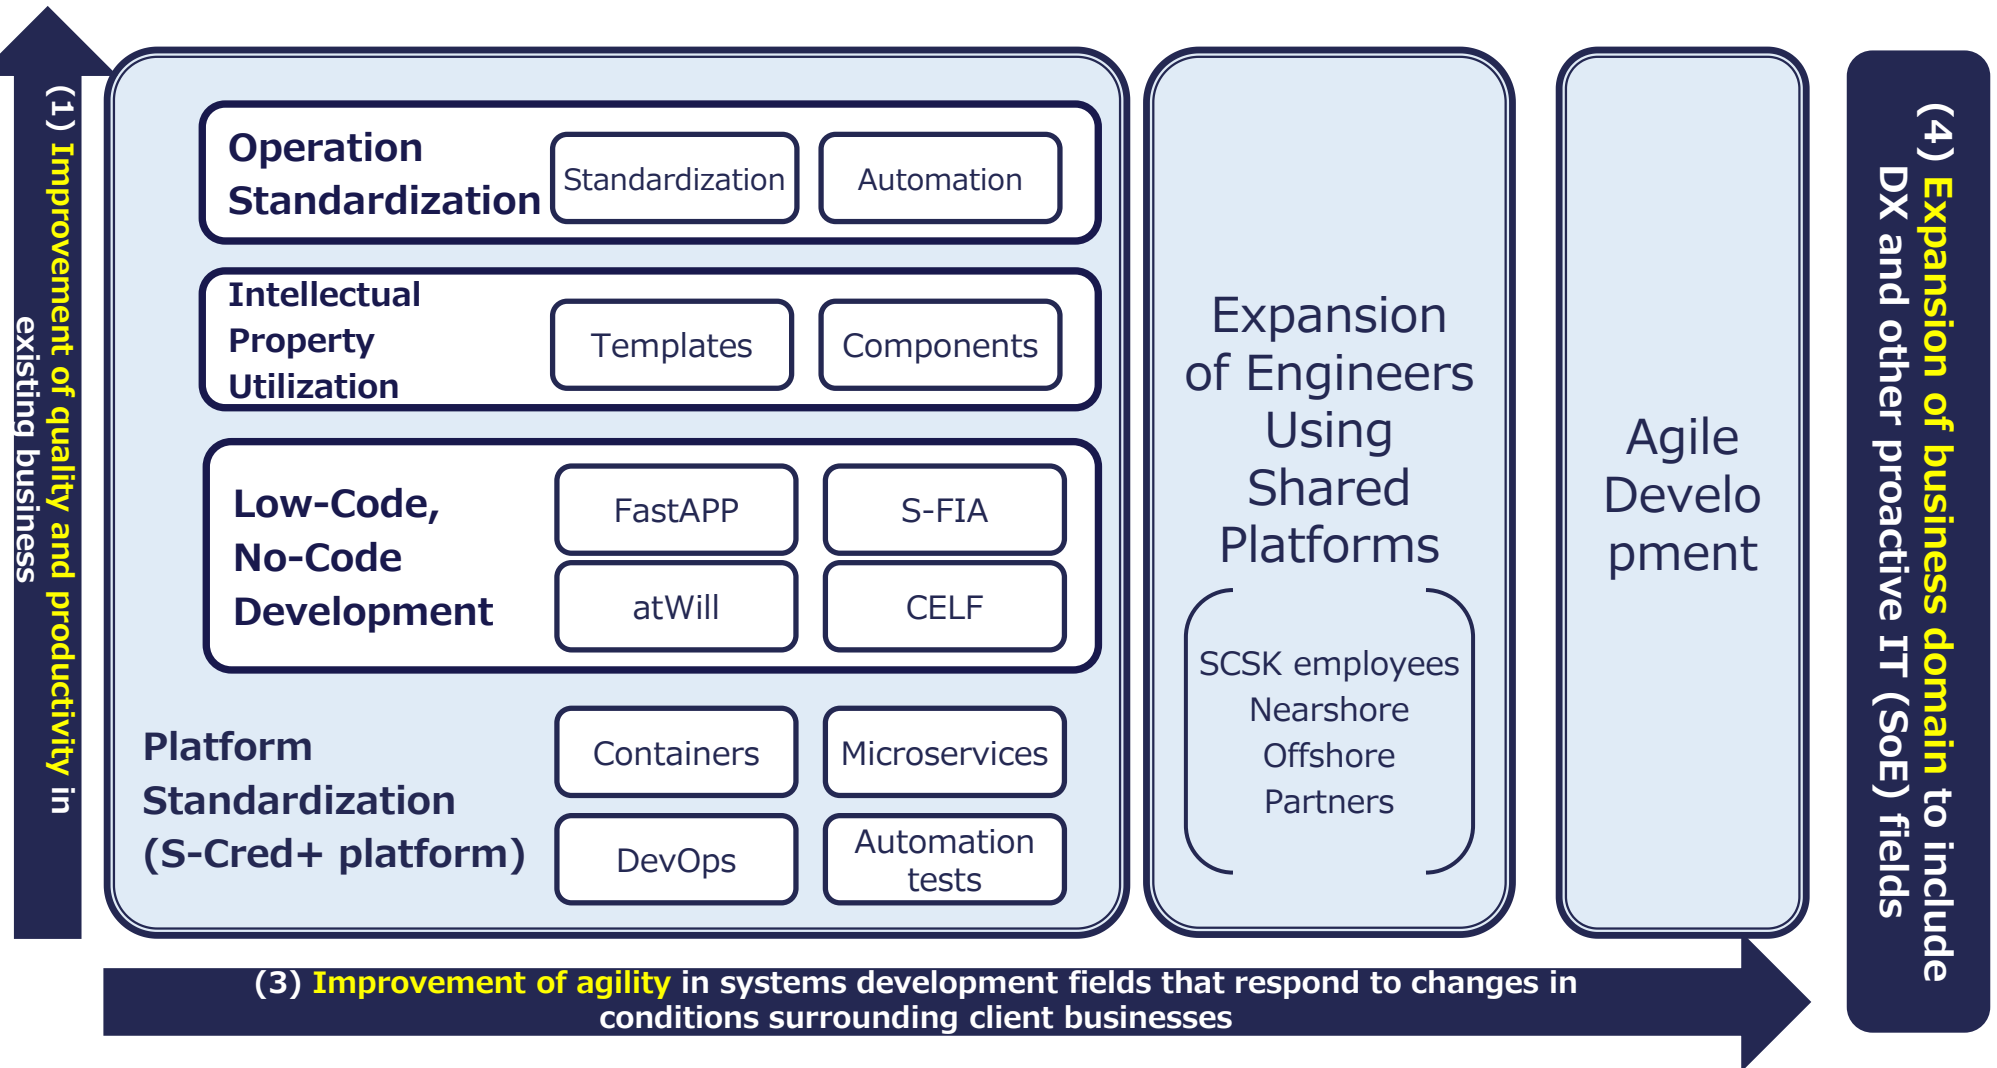 (1) Improvement of quality and productivity in
existing business
Operation
Standardization
Standardization
Automation
Intellectual
Property
Utilization
Templates
Components
Low-Code,
No-Code
Development
FastAPP
S-FIA
atWill
CELF
Platform
Standardization
(S-Cred+ platform)
Containers
Microservices
DevOps
Automation
tests
Expansion
of Engineers
Using
Shared
Platforms
SCSK employees
Nearshore
Offshore
Partners
Agile
Develo
pment
(4) Expansion of business domain to include
DX and other proactive IT (SoE) fields
(3) Improvement of agility in systems development fields that respond to changes in
conditions surrounding client businesses